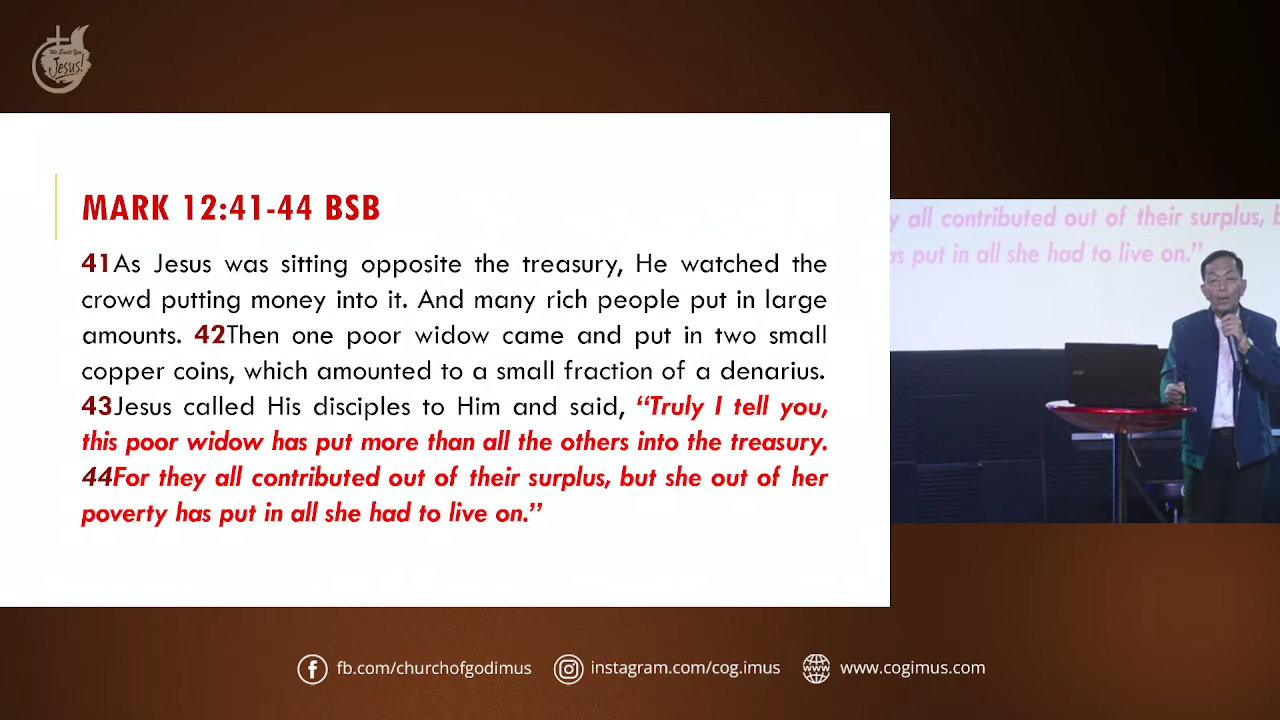 We Exalt You
Jesus!
MARK 12:41-44 BSB
41As Jesus was sitting opposite the treasury, He watched the
crowd putting money into it. And many rich people put in large
amounts. 42Then one poor widow came and put in two small
copper coins, which amounted to a small fraction of a denarius.
43Jesus called His disciples to Him and said, “Truly I tell you,
this poor widow has put more than all the others into the treasury.
44For they all contributed out of their surplus, but she out of her
poverty has put in all she had to live on.”
y all contributed out of their surplus, b
as put in all she had to live on.”
fb.com/churchofgodimus
instagram.com/cog.imus
www.cogimus.com